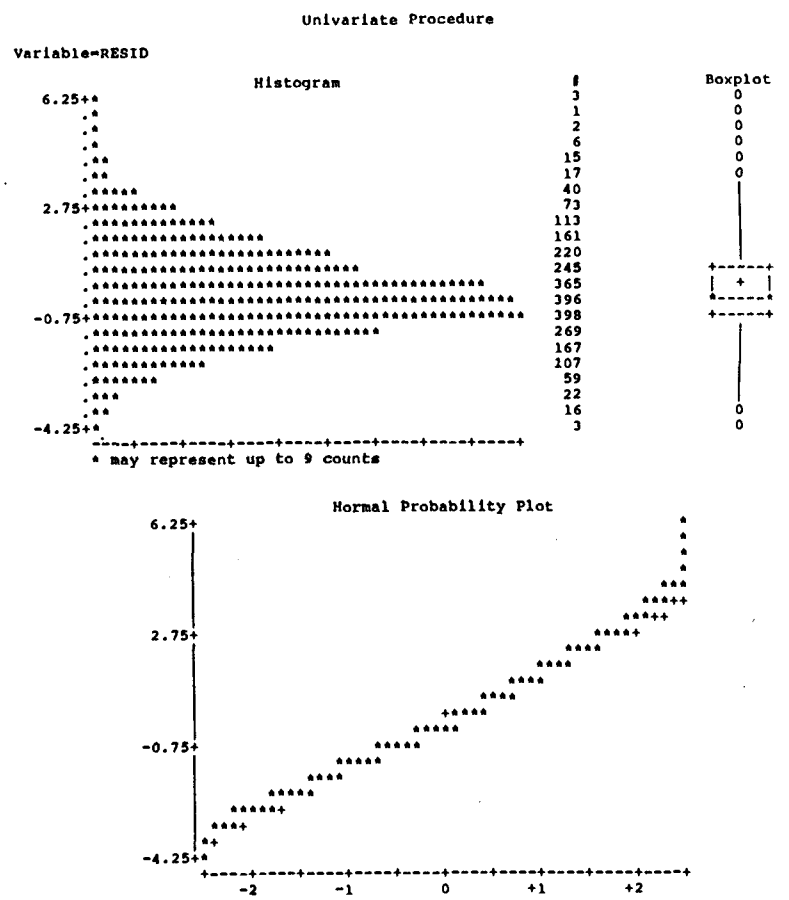 Univariate Procedure
Variable=RESID
Histogram # Boxplot
6.25+* 3 0
.* 1 0
.* 2 0
.* 6 0
.** 15 0
.** 17 0
.***** 40 |
2.75+********* 73 |
.************* 113 |
.****************** 161 |
.************************* 220 |
.**************************** 245 +-----+
.***************************************** 365 | + |
.******************************************** 396 *-----*
-0.75+********************************************* 398 +-----+
.****************************** 269 |
.******************* 167 |
.************ 107 |
.******* 59 |
.*** 22 |
.** 16 0
-4.25+* 3 0
* may represent up to 9 counts
Normal Probability Plot
6.25+
2.75+
-0.75+
-4.25+
-2 -1 0 +1 +2